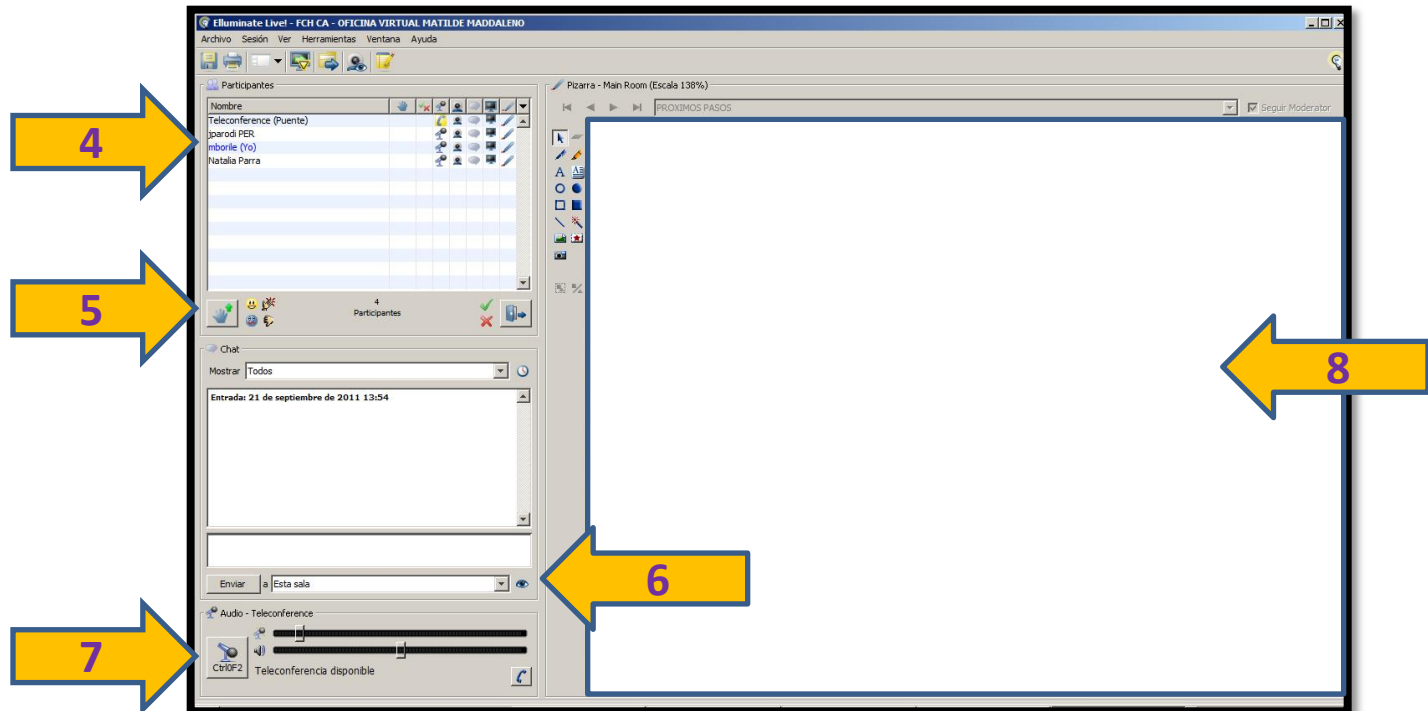 Elluminate Live! - FCH CA - OFICINA VIRTUAL MATILDE MADDALENO
Archivo Sesión Ver Herramientas Ventana Ayuda
Participantes
Nombre
Teleconference (Puente)
jparodi PER
mborile (Yo)
Natalia Parra
4
Participantes
Chat
Mostrar Todos
Entrada: 21 de septiembre de 2011 13:54
Enviar a Esta sala
Audio - Teleconference
Ctrl0F2
Teleconferencia disponible
Pizarra - Main Room (Escala 138%)
PROXIMOS PASOS
Seguir Moderator
A
4
5
6
7
8